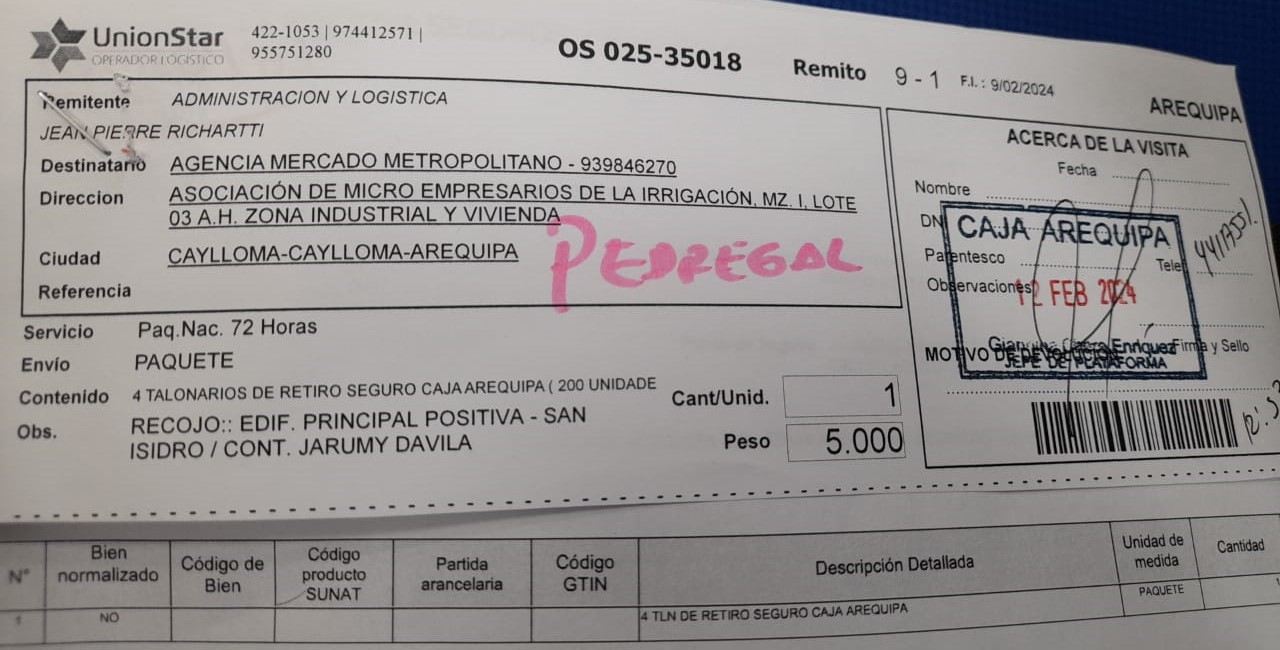 UnionStar
OPERADOR LOGÍSTICO
422-1053 | 974412571 |
955751280
OS 025-35018
Remito 9 - 1 F.I.: 9/02/2024
AREQUIPA
Remitente ADMINISTRACION Y LOGISTICA
JEAN PIERRE RICHARTTI
Destinatario AGENCIA MERCADO METROPOLITANO - 939846270
Direccion ASOCIACIÓN DE MICRO EMPRESARIOS DE LA IRRIGACIÓN, MZ. I, LOTE
03 A.H. ZONA INDUSTRIAL Y VIVIENDA
Ciudad CAYLLOMA-CAYLLOMA-AREQUIPA
PEDREGAL
Referencia
Servicio Paq.Nac. 72 Horas
Envío PAQUETE
Contenido 4 TALONARIOS DE RETIRO SEGURO CAJA AREQUIPA ( 200 UNIDADE
Obs. RECOJO:: EDIF. PRINCIPAL POSITIVA - SAN
ISIDRO / CONT. JARUMY DAVILA
Cant/Unid. 1
Peso 5.000
ACERCA DE LA VISITA
Fecha
Nombre
DN
CAJA AREQUIPA
Parentesco
Tele
Observaciones
12 FEB 2024
Enríquez
Firma y Sello
MOTIVO DE DEVOLUCION
JEFE DE PLATAFORMA
N° Bien normalizado Código de Bien Código producto SUNAT Partida arancelaria Código GTIN Descripción Detallada Unidad de medida Cantidad
1 NO 4 TLN DE RETIRO SEGURO CAJA AREQUIPA PAQUETE